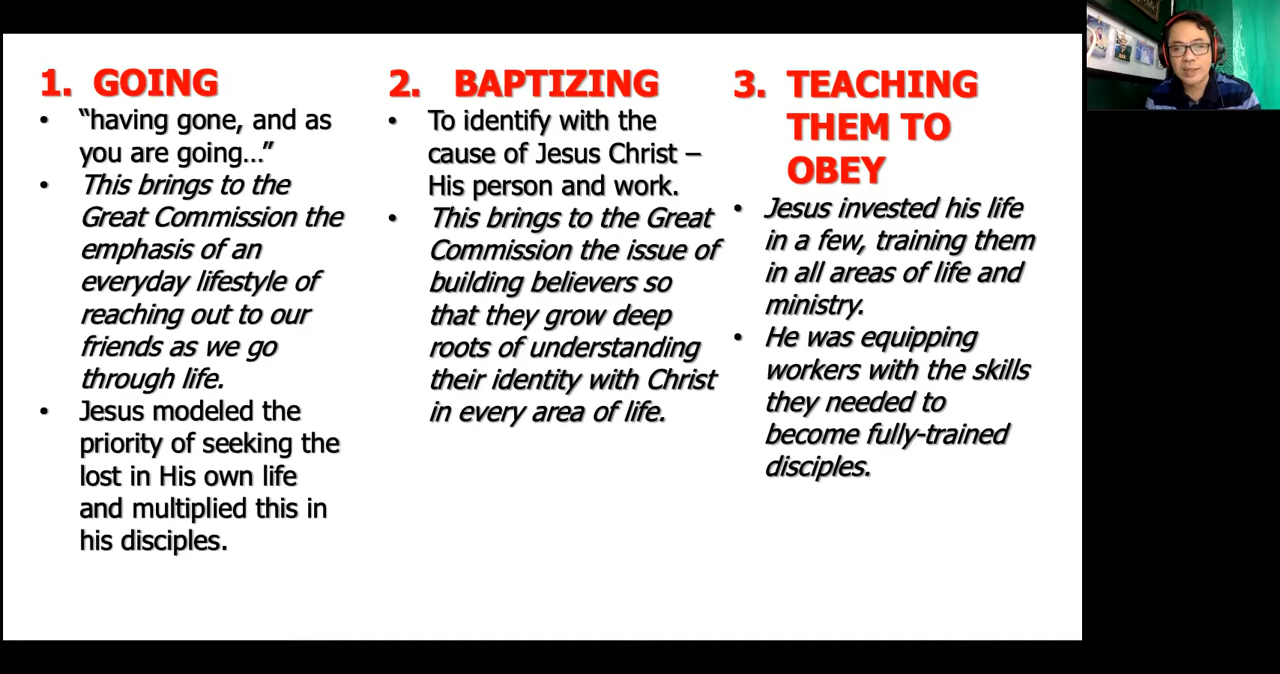 1. GOING
• “having gone, and as
you are going…”
• This brings to the
Great Commission the
emphasis of an
everyday lifestyle of
reaching out to our
friends as we go
through life.
• Jesus modeled the
priority of seeking the
lost in His own life
and multiplied this in
his disciples.
2. BAPTIZING
• To identify with the
cause of Jesus Christ –
His person and work.
• This brings to the Great
Commission the issue of
building believers so
that they grow deep
roots of understanding
their identity with Christ
in every area of life.
3. TEACHING
THEM TO
OBEY
• Jesus invested his life
in a few, training them
in all areas of life and
ministry.
• He was equipping
workers with the skills
they needed to
become fully-trained
disciples.